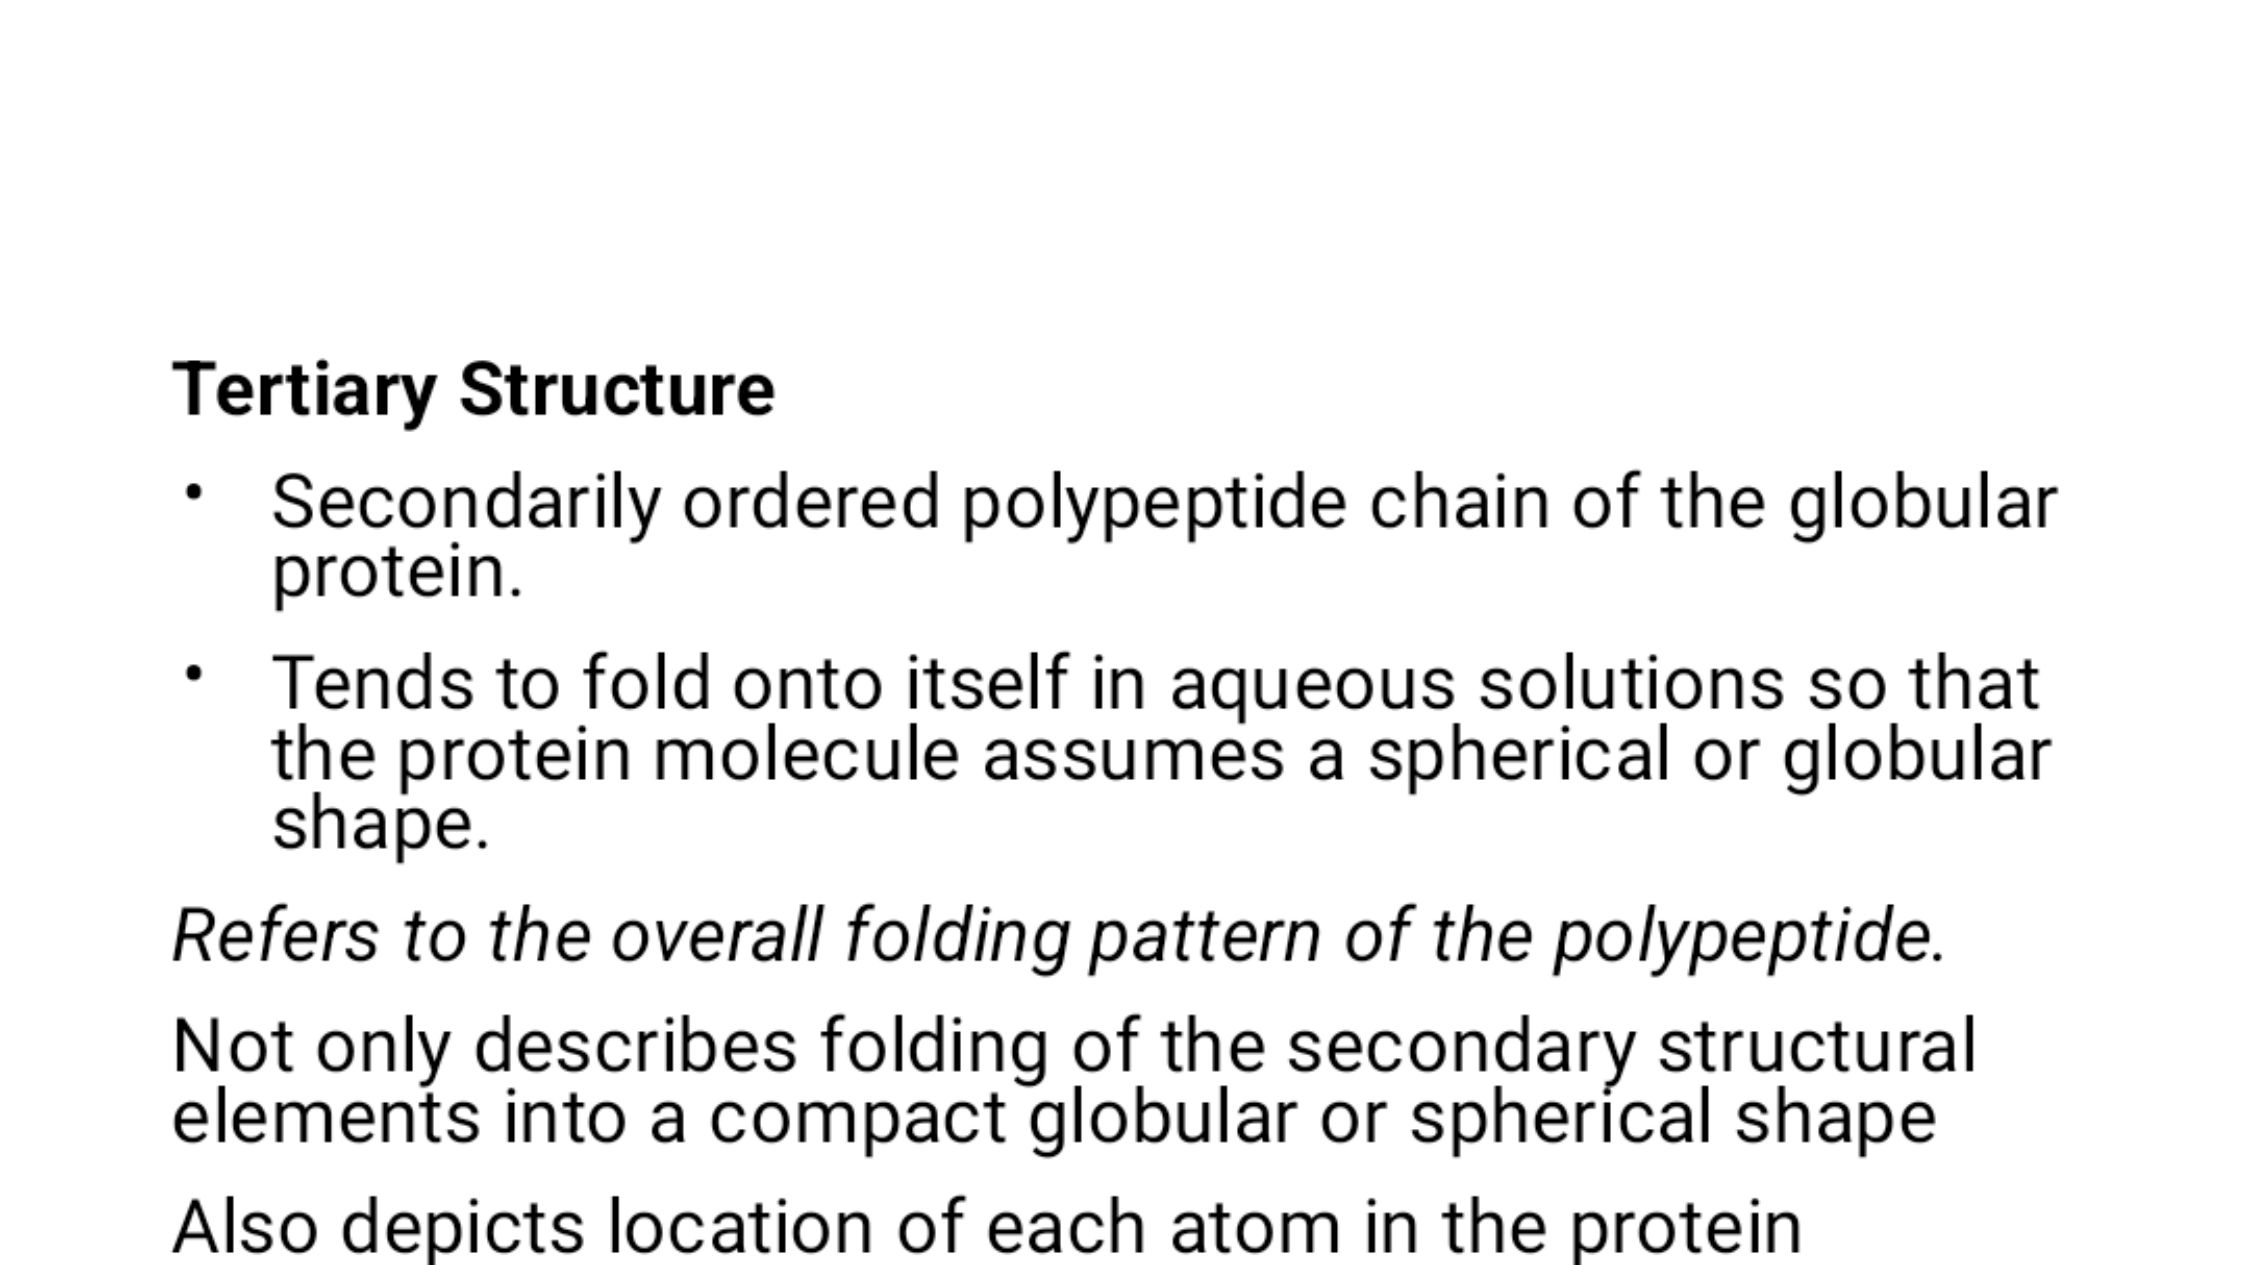 Tertiary Structure
• Secondarily ordered polypeptide chain of the globular
protein.
• Tends to fold onto itself in aqueous solutions so that
the protein molecule assumes a spherical or globular
shape.
Refers to the overall folding pattern of the polypeptide.
Not only describes folding of the secondary structural
elements into a compact globular or spherical shape
Also depicts location of each atom in the protein